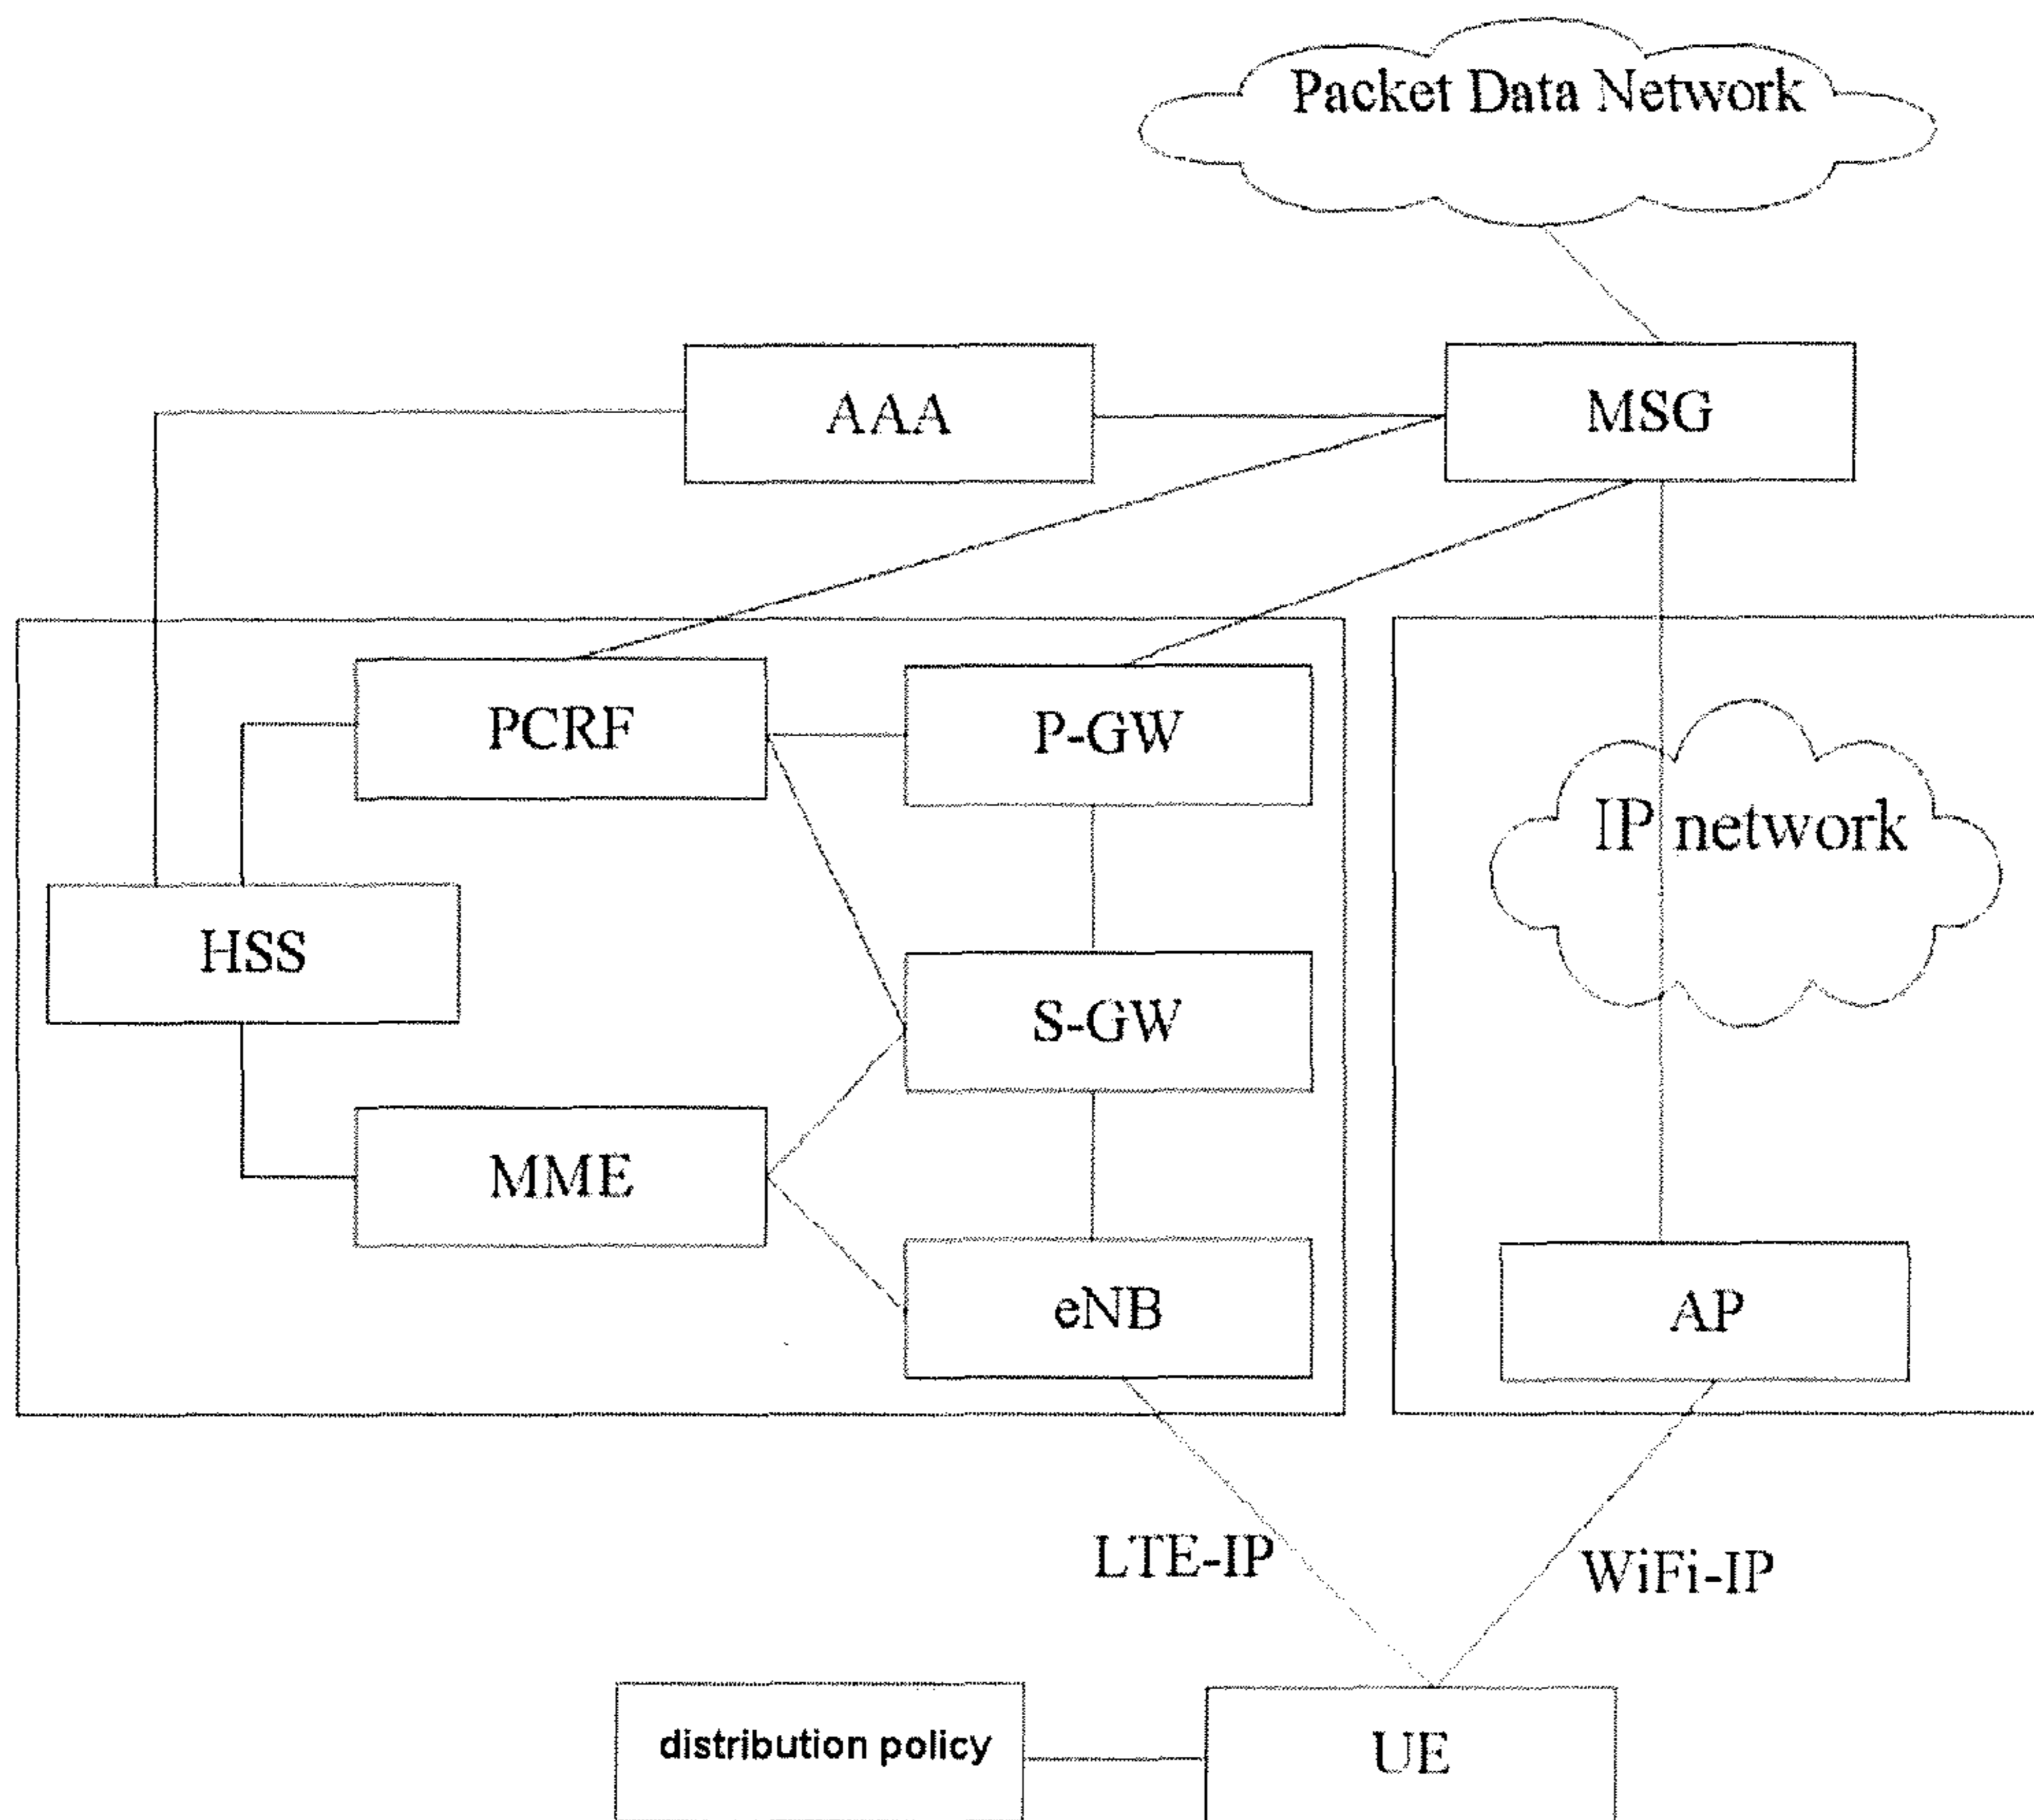 Packet Data Network
AAA
MSG
PCRF
P-GW
IP network
HSS
S-GW
MME
eNB
AP
LTE-IP
WiFi-IP
distribution policy
UE